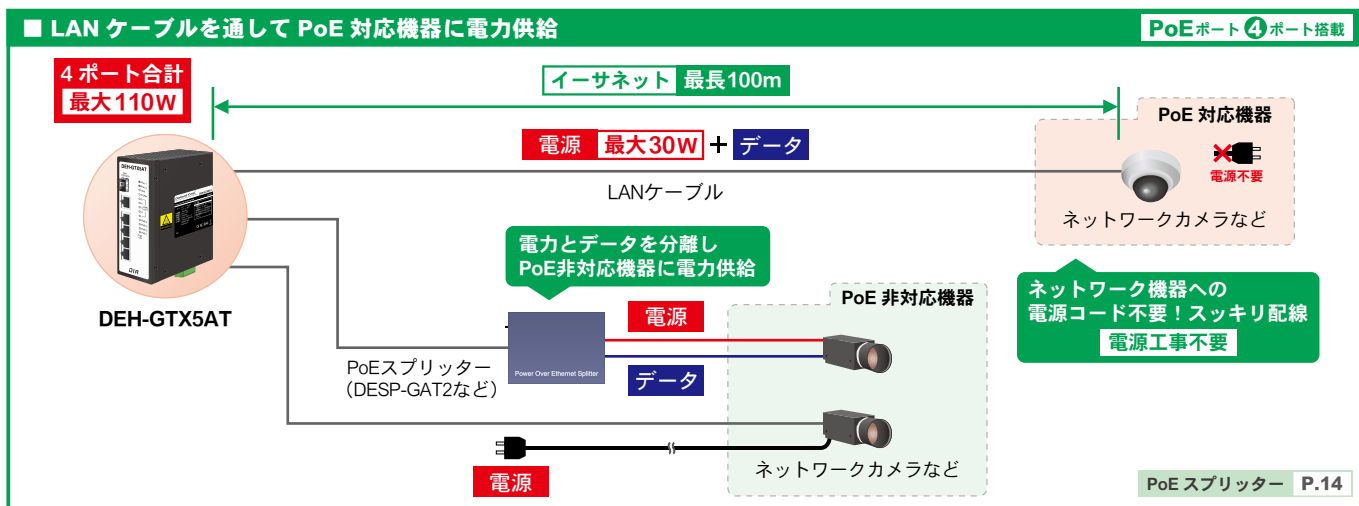 ■ LAN ケーブルを通して PoE 対応機器に電力供給
PoEポート 4 ポート搭載
4 ポート合計
最大110W
イーサネット 最長100m
電源 最大30W + データ
LANケーブル
PoE 対応機器
電源不要
ネットワークカメラなど
DEH-GTX5AT
DEH-GTX5AT
電力とデータを分離し
PoE非対応機器に電力供給
ネットワーク機器への
電源コード不要!スッキリ配線
電源工事不要
PoE 非対応機器
電源
データ
Power Over Ethernet Splitter
PoEスプリッター
(DESP-GAT2など)
電源
ネットワークカメラなど
PoE スプリッター P.14